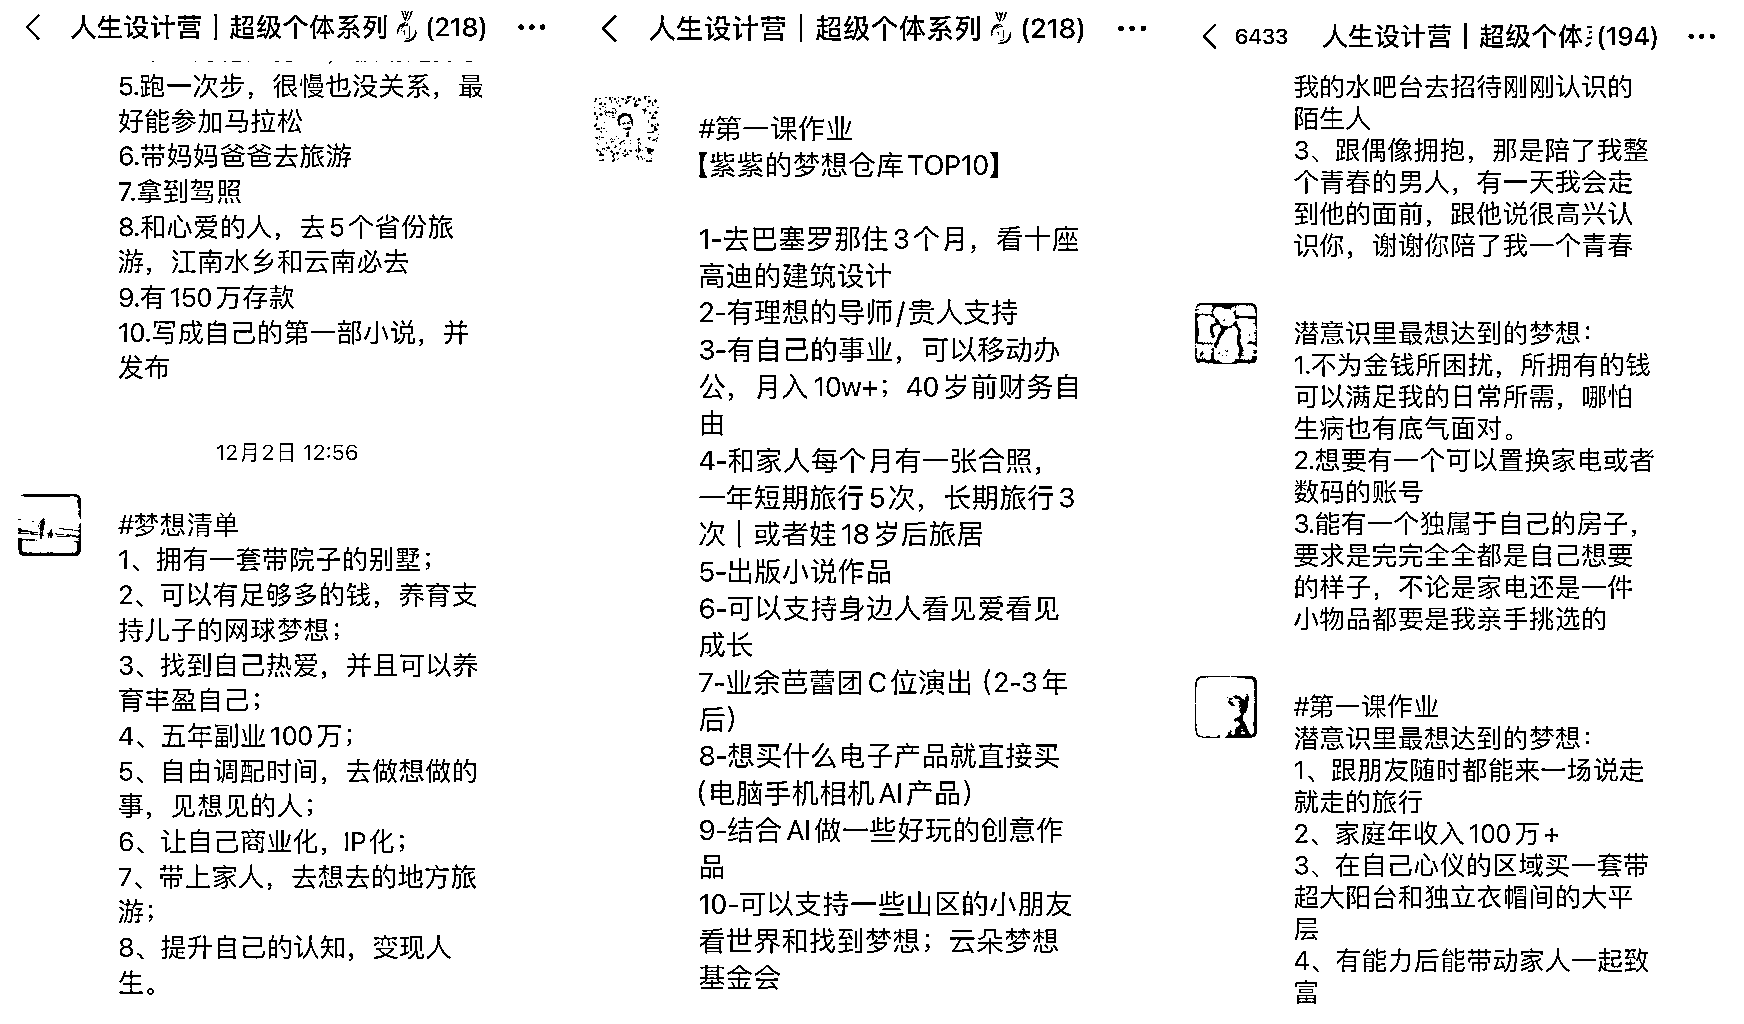 人生设计营｜超级个体系列 (218)
5.跑一次步，很慢也没关系，最
好能参加马拉松
6.带妈妈爸爸去旅游
7.拿到驾照
8.和心爱的人，去5个省份旅
游，江南水乡和云南必去
9.有150万存款
10.写成自己的第一部小说，并
发布
12月2日 12:56
#梦想清单
1、拥有一套带院子的别墅；
2、可以有足够多的钱，养育支
持儿子的网球梦想；
3、找到自己热爱，并且可以养
育丰盈自己；
4、五年副业100万；
5、自由调配时间，去做想做的
事，见想见的人；
6、让自己商业化，IP化；
7、带上家人，去想去的地方旅
游；
8、提升自己的认知，变现人
生。
人生设计营｜超级个体系列 (218)
#第一课作业
【紫紫的梦想仓库TOP10】
1-去巴塞罗那住3个月，看十座
高迪的建筑设计
2-有理想的导师/贵人支持
3-有自己的事业，可以移动办
公，月入10w+；40岁前财务自
由
4-和家人每个月有一张合照，
一年短期旅行5次，长期旅行3
次｜或者娃18岁后旅居
5-出版小说作品
6-可以支持身边人看见爱看见
成长
7-业余芭蕾团C位演出（2-3年
后）
8-想买什么电子产品就直接买
（电脑手机相机AI产品）
9-结合AI做一些好玩的创意作
品
10-可以支持一些山区的小朋友
看世界和找到梦想；云朵梦想
基金会
6433 人生设计营｜超级个体 (194)
我的水吧台去招待刚刚认识的
陌生人
3、跟偶像拥抱，那是陪了我整
个青春的男人，有一天我会走
到他的面前，跟他说很高兴认
识你，谢谢你陪了我一个青春
潜意识里最想达到的梦想：
1.不为金钱所困扰，所拥有的钱
可以满足我的日常所需，哪怕
生病也有底气面对。
2.想要有一个可以置换家电或者
数码的账号
3.能有一个独属于自己的房子，
要求是完完全全都是自己想要
的样子，不论是家电还是一件
小物品都要是我亲手挑选的
#第一课作业
潜意识里最想达到的梦想：
1、跟朋友随时都能来一场说走
就走的旅行
2、家庭年收入100万+
3、在自己心仪的区域买一套带
超大阳台和独立衣帽间的大平
层
4、有能力后能带动家人一起致
富